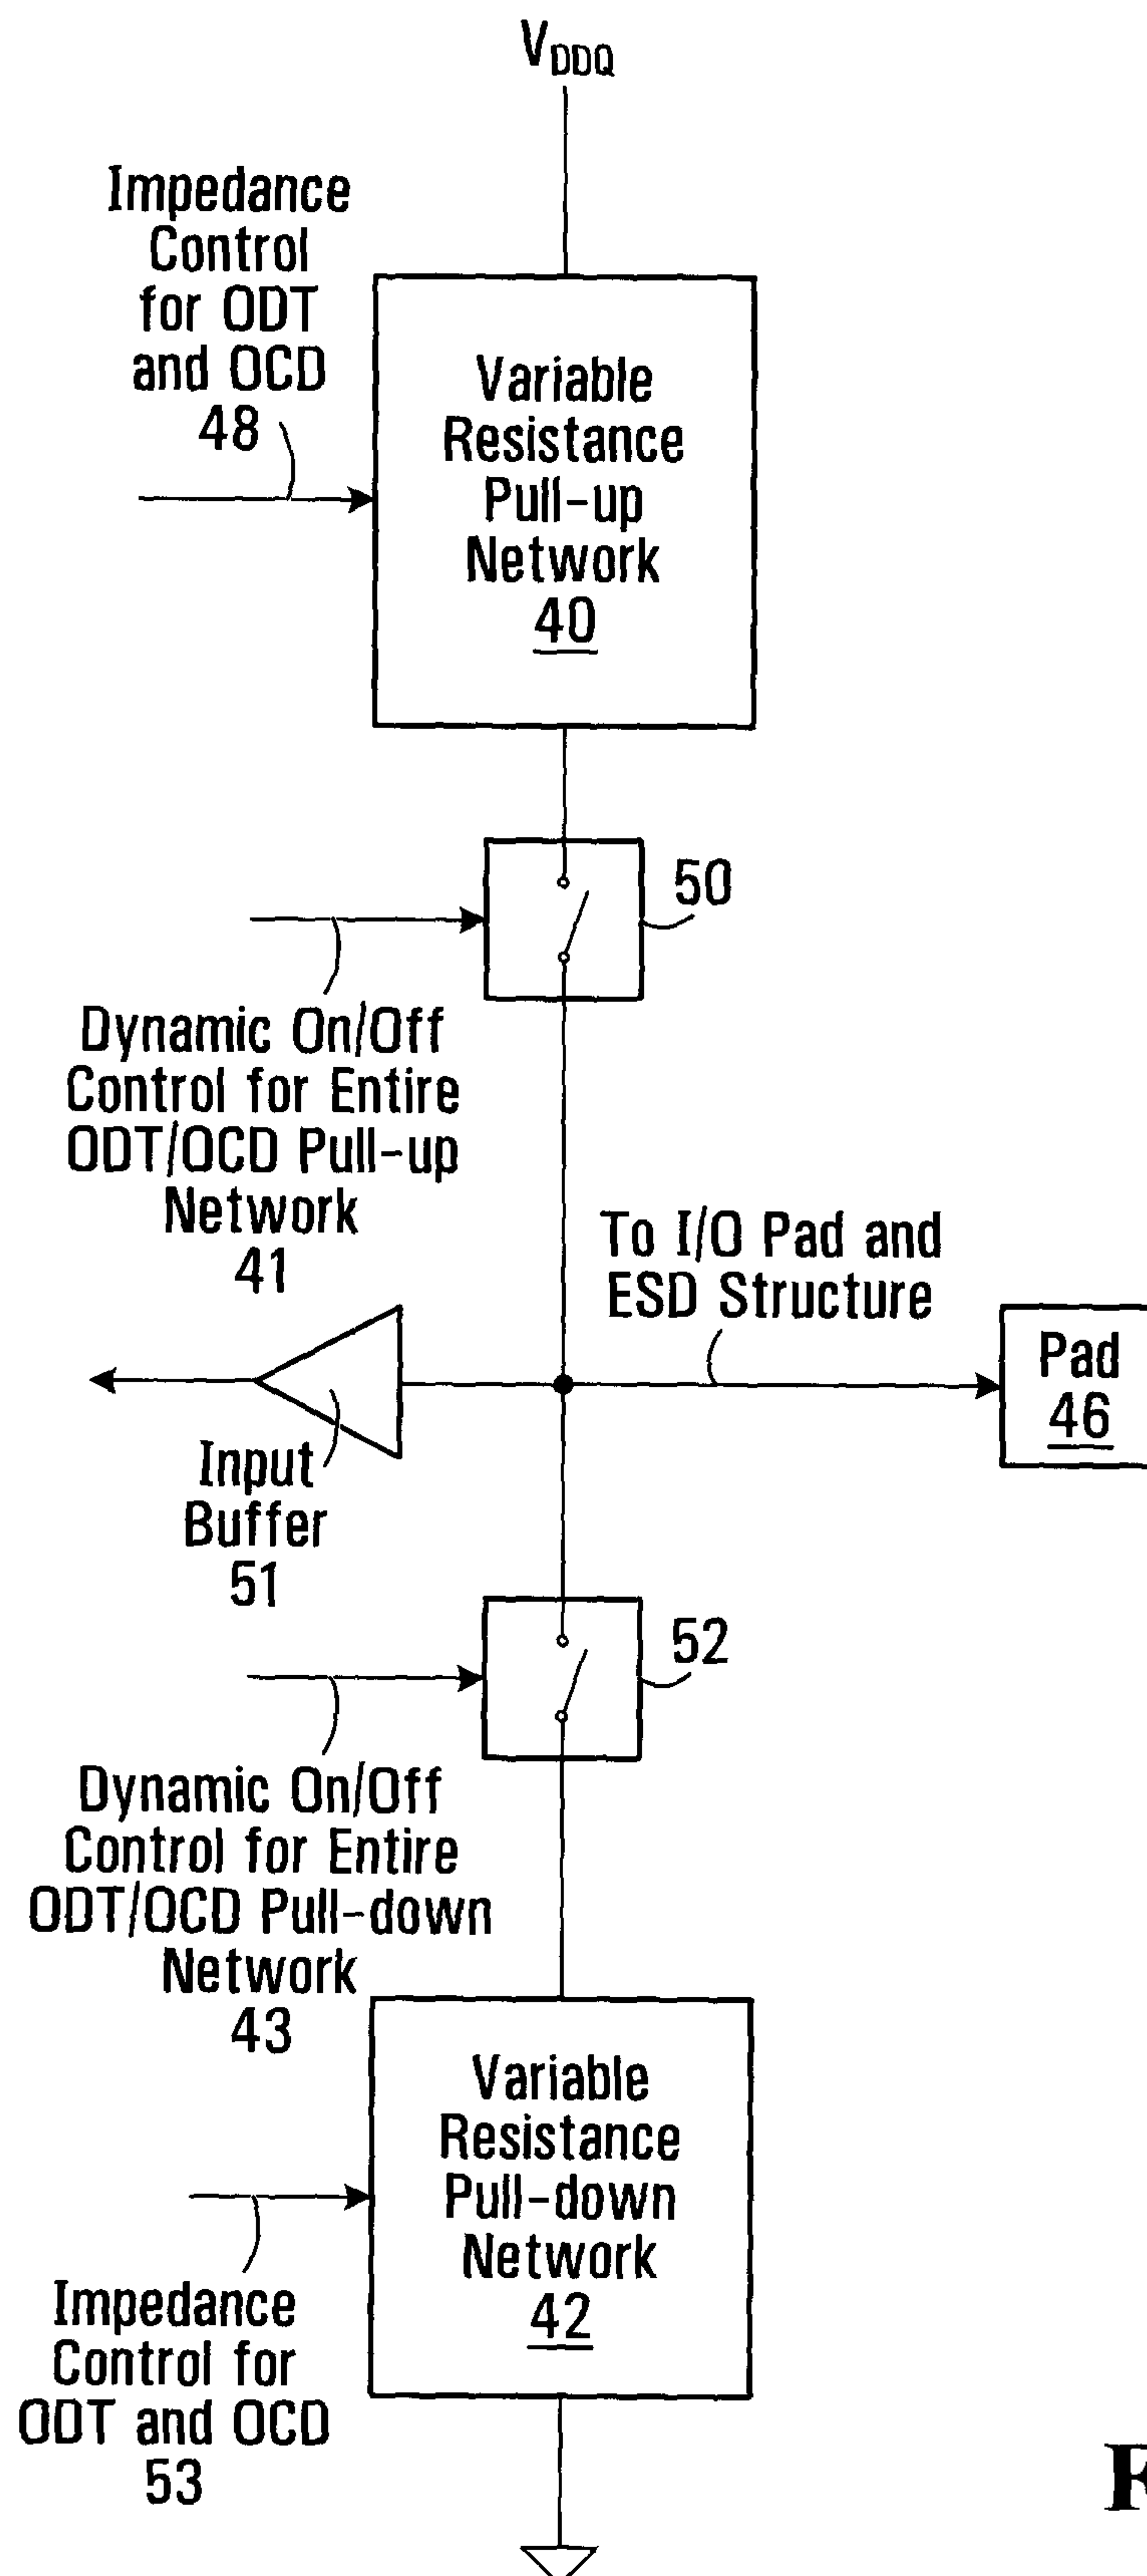 VDDQ
Impedance
Control
for ODT
and OCD
48
Variable
Resistance
Pull-up
Network
40
50
Dynamic On/Off
Control for Entire
ODT/OCD Pull-up
Network
41
To I/O Pad and
ESD Structure
Pad
46
Input
Buffer
51
52
Dynamic On/Off
Control for Entire
ODT/OCD Pull-down
Network
43
Variable
Resistance
Pull-down
Network
42
Impedance
Control for
ODT and OCD
53